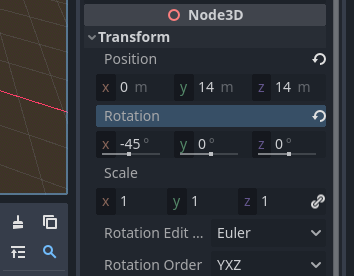 Node3D
Transform
Position
x 0 m y 14 m z 14 m
Rotation
x -45 ° y 0 ° z 0 °
Scale
x 1 y 1 z 1
Rotation Edit ... Euler
Rotation Order YXZ